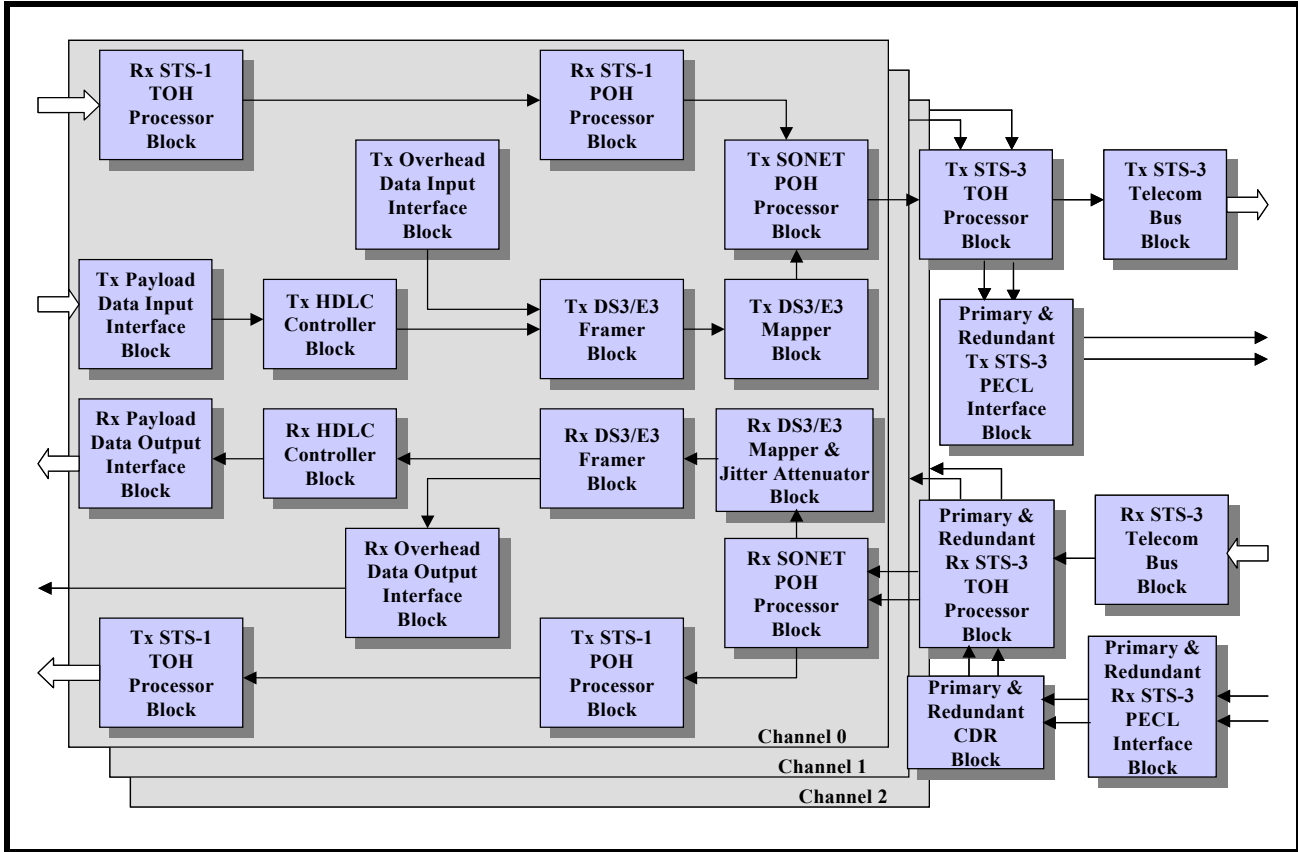 Rx STS-1
TOH
Processor
Block
Rx STS-1
POH
Processor
Block
Tx Overhead
Data Input
Interface
Block
Tx SONET
POH
Processor
Block
Tx STS-3
TOH
Processor
Block
Tx STS-3
Telecom
Bus
Block
Tx Payload
Data Input
Interface
Block
Tx HDLC
Controller
Block
Tx DS3/E3
Framer
Block
Tx DS3/E3
Mapper
Block
Primary &
Redundant
Tx STS-3
PECL
Interface
Block
Rx Payload
Data Output
Interface
Block
Rx HDLC
Controller
Block
Rx DS3/E3
Framer
Block
Rx DS3/E3
Mapper &
Jitter Attenuator
Block
Rx Overhead
Data Output
Interface
Block
Rx SONET
POH
Processor
Block
Primary &
Redundant
Rx STS-3
TOH
Processor
Block
Rx STS-3
Telecom
Bus
Block
Tx STS-1
TOH
Processor
Block
Tx STS-1
POH
Processor
Block
Primary &
Redundant
CDR
Block
Primary &
Redundant
Rx STS-3
PECL
Interface
Block
Channel 0
Channel 1
Channel 2